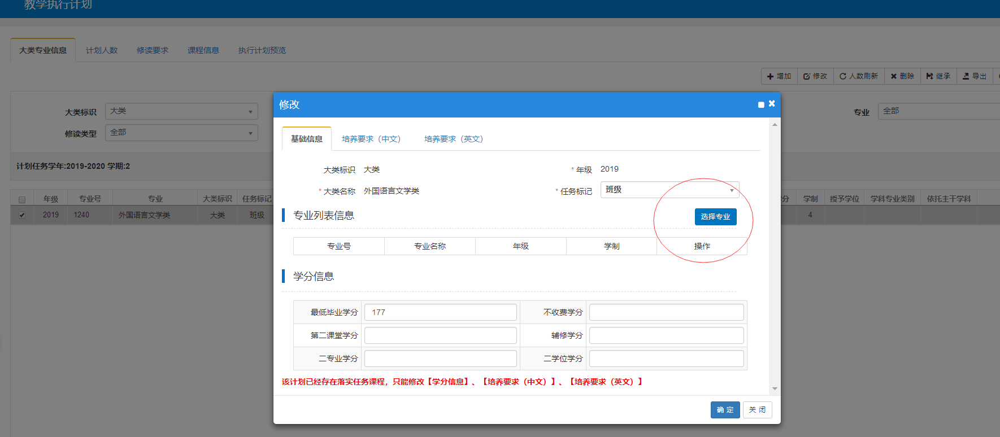 教学执行计划
大类专业信息 计划人数 修读要求 课程信息 执行计划预览
增加 修改 人数刷新 删除 继承 导出
大类标识 大类 专业 全部
修读类型 全部
计划任务学年:2019-2020 学期:2
年级 专业号 专业 大类标识 任务标记 分 学制 授予学位 学科专业类别 依托主干学科
2019 1240 外国语言文学类 大类 班级 4
修改
基础信息 培养要求（中文） 培养要求（英文）
大类标识 大类 * 年级 2019
* 大类名称 外国语言文学类 * 任务标记 班级
专业列表信息 选择专业
专业号 专业名称 年级 学制 操作
学分信息
最低毕业学分 177 不收费学分
第二课堂学分 辅修学分
二专业学分 二学位学分
该计划已经存在落实任务课程，只能修改【学分信息】、【培养要求（中文）】、【培养要求（英文）】
确 定 关 闭